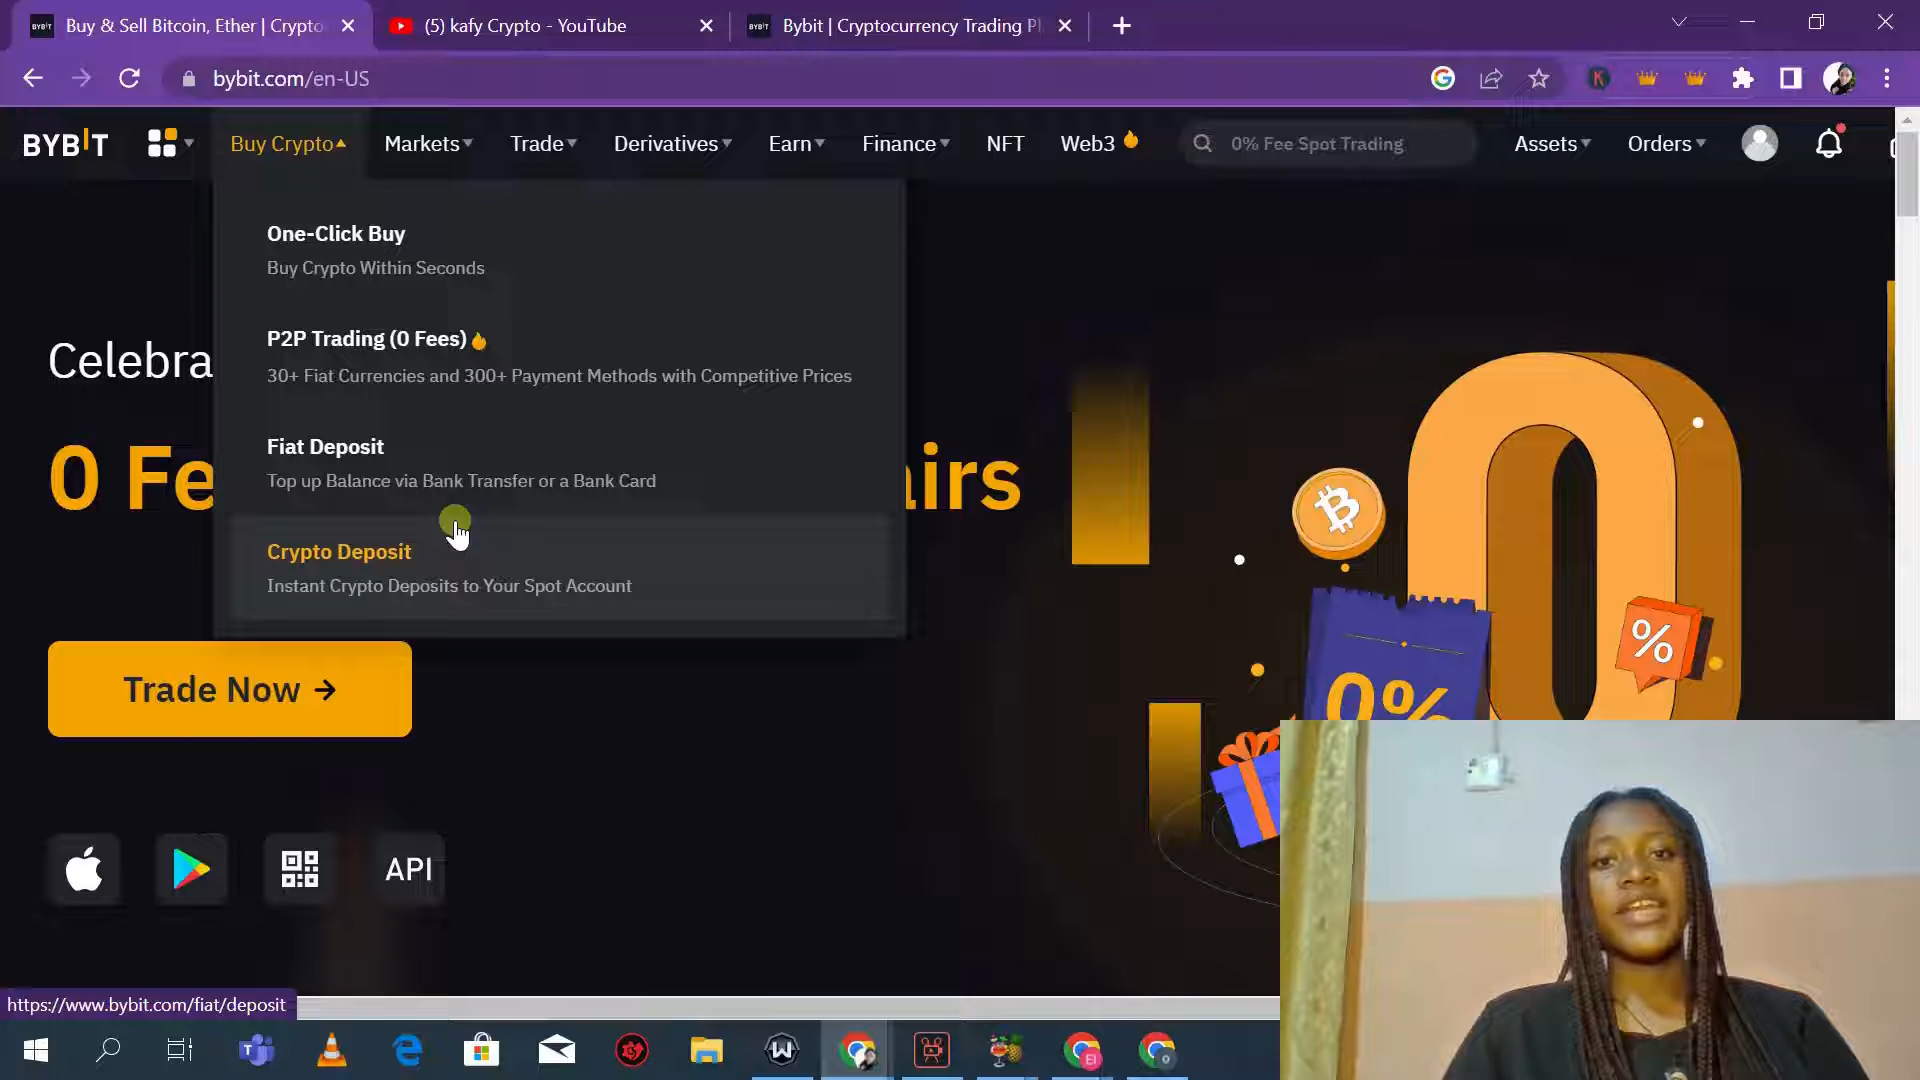 Buy & Sell Bitcoin, Ether | Crypto
(5) kafy Crypto - YouTube
Bybit | Cryptocurrency Trading Pl
bybit.com/en-US
BYBIT
Buy Crypto
Markets
Trade
Derivatives
Earn
Finance
NFT
Web3
0% Fee Spot Trading
Assets
Orders
One-Click Buy
Buy Crypto Within Seconds
P2P Trading (0 Fees)
30+ Fiat Currencies and 300+ Payment Methods with Competitive Prices
Fiat Deposit
Top up Balance via Bank Transfer or a Bank Card
Crypto Deposit
Instant Crypto Deposits to Your Spot Account
Celebra
0 Fe
airs
Trade Now →
API
0%
%
https://www.bybit.com/fiat/deposit